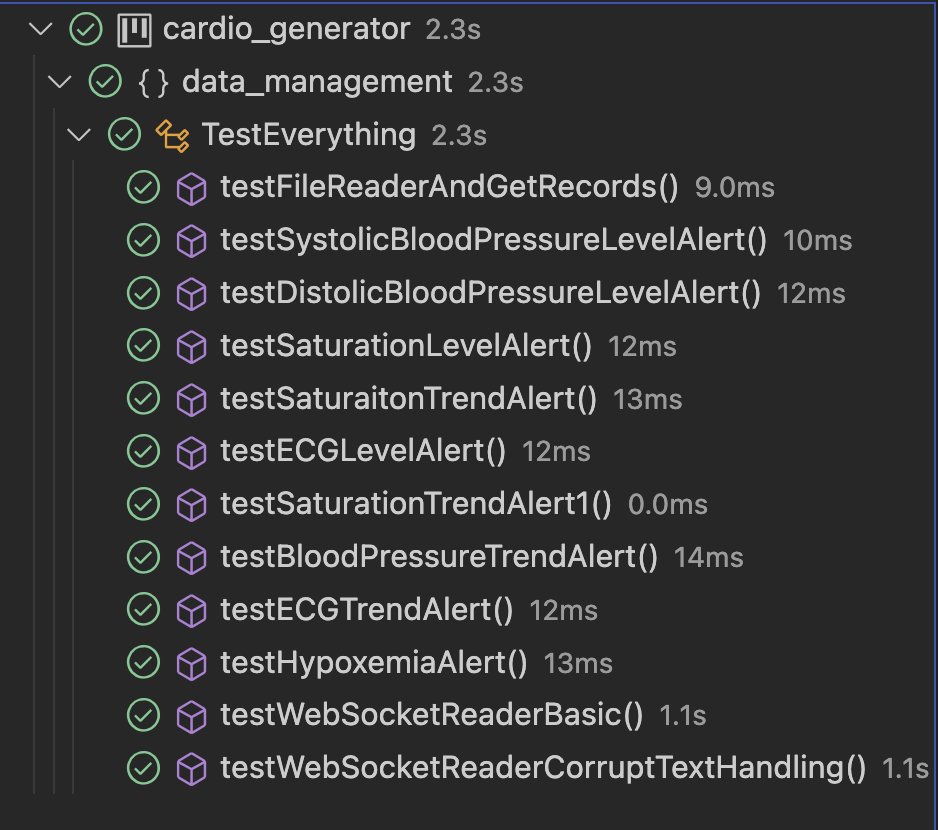 cardio_generator 2.3s
{} data_management 2.3s
TestEverything 2.3s
testFileReaderAndGetRecords() 9.0ms
testSystolicBloodPressureLevelAlert() 10ms
testDistolicBloodPressureLevelAlert() 12ms
testSaturationLevelAlert() 12ms
testSaturaitonTrendAlert() 13ms
testECGLevelAlert() 12ms
testSaturationTrendAlert1() 0.0ms
testBloodPressureTrendAlert() 14ms
testECGTrendAlert() 12ms
testHypoxemiaAlert() 13ms
testWebSocketReaderBasic() 1.1s
testWebSocketReaderCorruptTextHandling() 1.1s